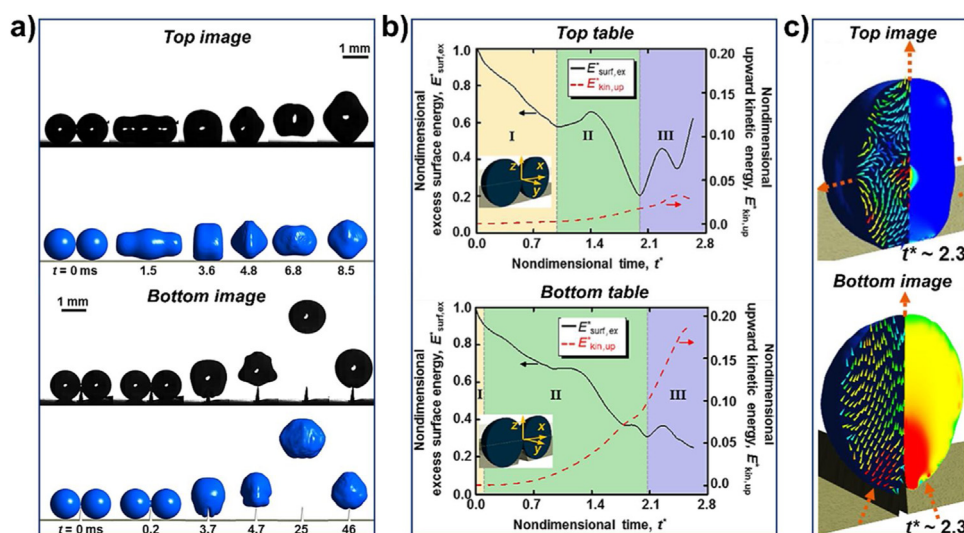 a)
Top image
1 mm
t = 0 ms 1.5 3.6 4.8 6.8 8.5
Bottom image
1 mm
t = 0 ms 0.2 3.7 4.7 25 46
b)
Top table
Nondimensional
excess surface energy, E*surf,ex
1.0
0.8
0.6
0.4
0.2
0.0
E*surf,ex
E*kin,up
I II III
z x
y
0.20
0.15
0.10
0.05
0.0
Nondimensional
upward kinetic energy, E*kin,up
0.0 0.7 1.4 2.1 2.8
Nondimensional time, t*
Bottom table
Nondimensional
excess surface energy, E*surf,ex
1.0
0.8
0.6
0.4
0.2
0.0
E*surf,ex
E*kin,up
I II III
z x
y
0.20
0.15
0.10
0.05
0.0
Nondimensional
upward kinetic energy, E*kin,up
0.0 0.7 1.4 2.1 2.8
Nondimensional time, t*
c)
Top image
t* ~ 2.3
Bottom image
t* ~ 2.3